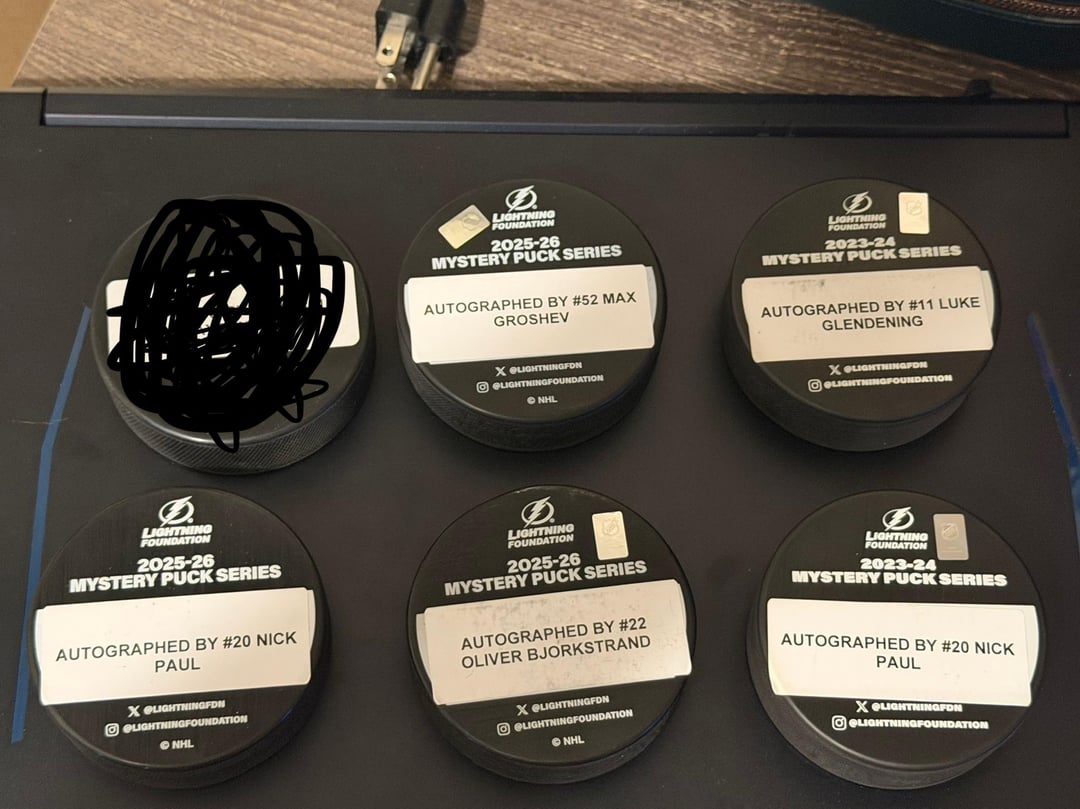 LIGHTNING
FOUNDATION
2025-26
MYSTERY PUCK SERIES
AUTOGRAPHED BY #52 MAX
GROSHEV
@LIGHTNINGFDN
@LIGHTNINGFOUNDATION
© NHL
LIGHTNING
FOUNDATION
2023-24
MYSTERY PUCK SERIES
AUTOGRAPHED BY #11 LUKE
GLENDENING
@LIGHTNINGFDN
@LIGHTNINGFOUNDATION
LIGHTNING
FOUNDATION
2025-26
MYSTERY PUCK SERIES
AUTOGRAPHED BY #20 NICK
PAUL
@LIGHTNINGFDN
@LIGHTNINGFOUNDATION
© NHL
LIGHTNING
FOUNDATION
2025-26
MYSTERY PUCK SERIES
AUTOGRAPHED BY #22
OLIVER BJORKSTRAND
@LIGHTNINGFDN
@LIGHTNINGFOUNDATION
© NHL
LIGHTNING
FOUNDATION
2023-24
MYSTERY PUCK SERIES
AUTOGRAPHED BY #20 NICK
PAUL
@LIGHTNINGFDN
@LIGHTNINGFOUNDATION